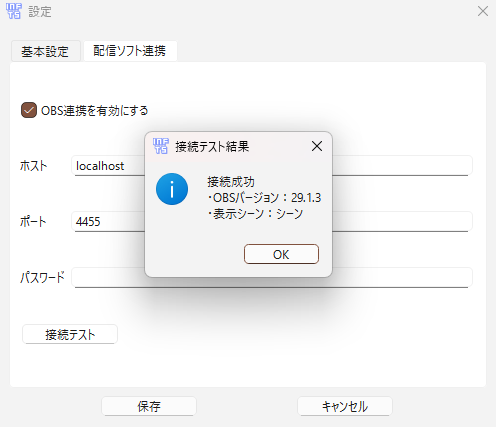 設定
基本設定
配信ソフト連携
OBS連携を有効にする
ホスト
localhost
ポート
4455
パスワード
接続テスト
保存
キャンセル
接続テスト結果
接続成功
・OBSバージョン：29.1.3
・表示シーン：シーン
OK